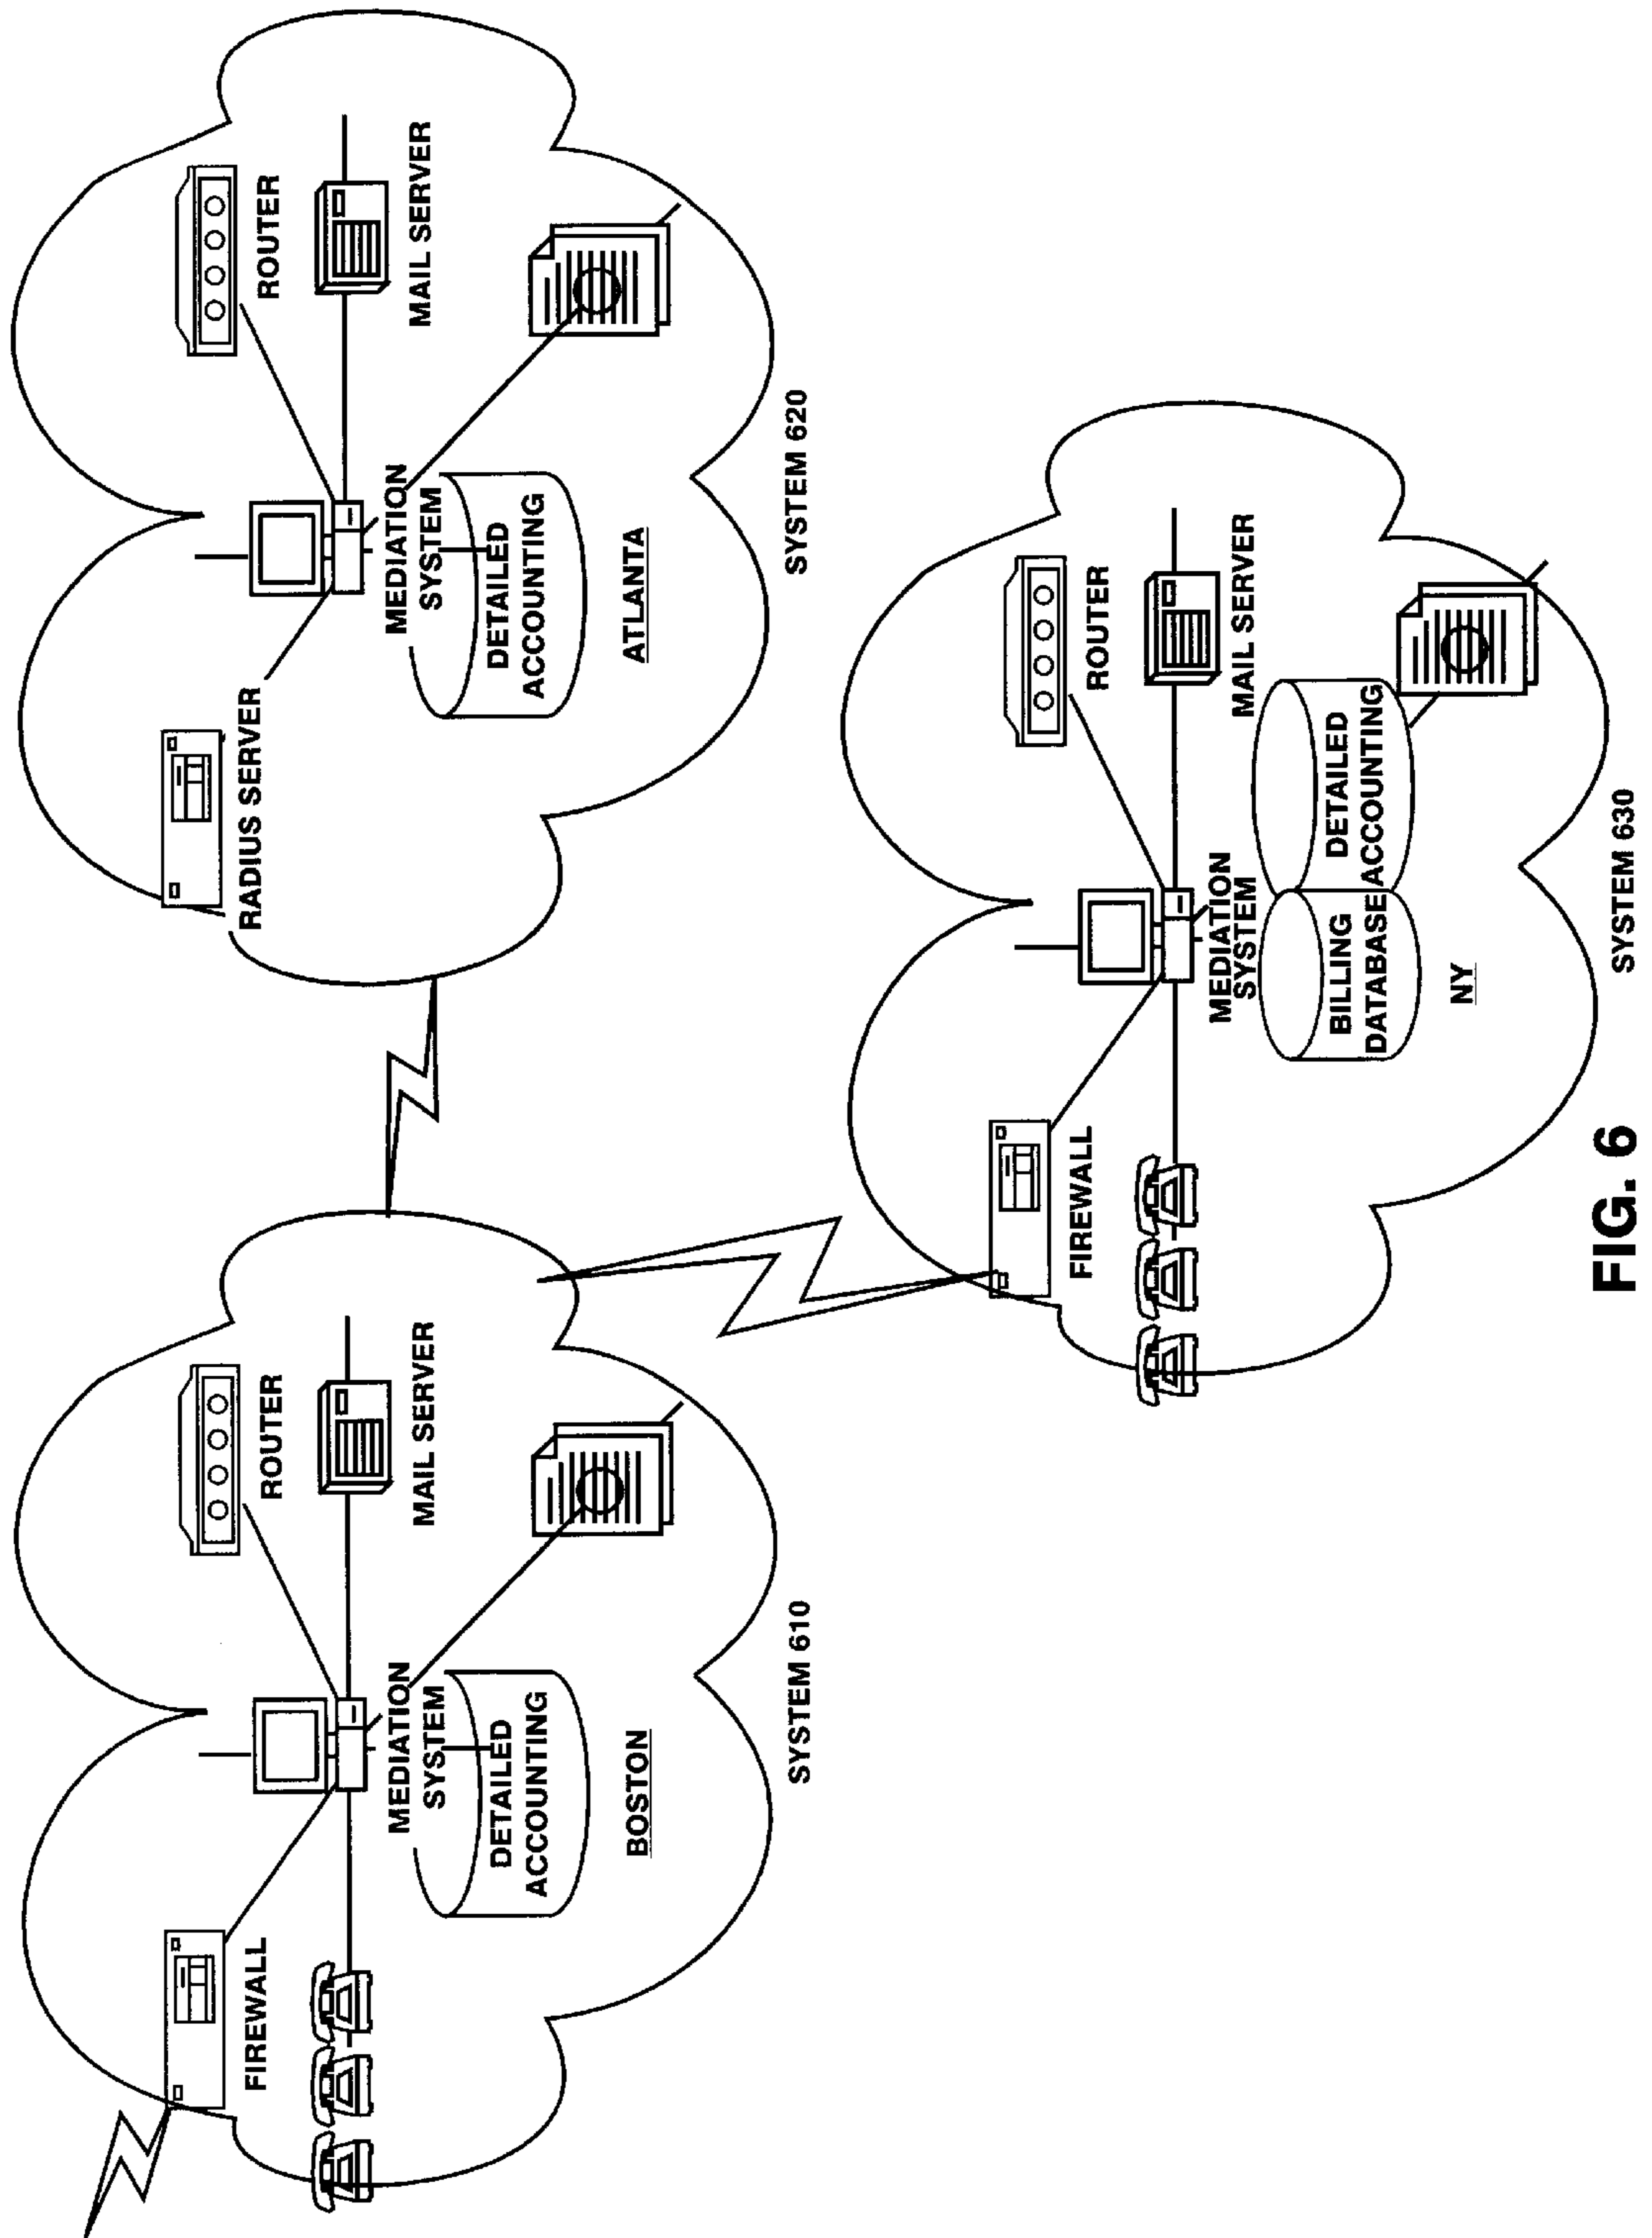 ROUTER
FIREWALL
MAIL SERVER
MEDIATION
SYSTEM
DETAILED
ACCOUNTING
BOSTON
SYSTEM 610
ROUTER
RADIUS SERVER
MAIL SERVER
MEDIATION
SYSTEM
DETAILED
ACCOUNTING
ATLANTA
SYSTEM 620
ROUTER
FIREWALL
MAIL SERVER
MEDIATION
SYSTEM
BILLING
DATABASE
DETAILED
ACCOUNTING
NY
SYSTEM 630
FIG. 6